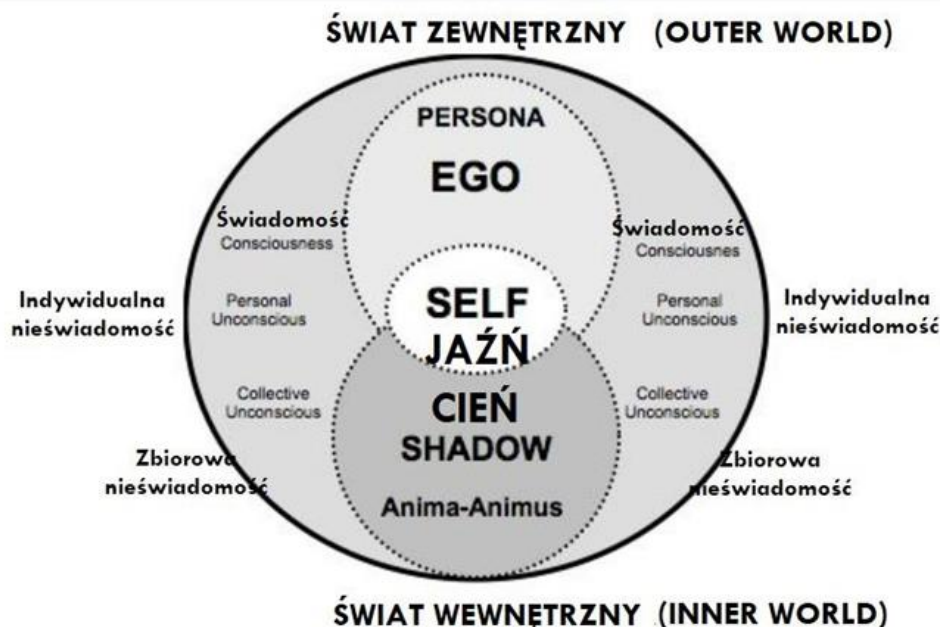 ŚWIAT ZEWNĘTRZNY (OUTER WORLD)
PERSONA
EGO
Świadomość
Consciousness
Świadomość
Consciousnes
SELF
JAŹŃ
Indywidualna
nieświadomość
Personal
Unconscious
Personal
Unconscious
Indywidualna
nieświadomość
Collective
Unconscious
CIEŃ
SHADOW
Collective
Unconscious
Zbiorowa
nieświadomość
Anima-Animus
Zbiorowa
nieświadomość
ŚWIAT WEWNĘTRZNY (INNER WORLD)